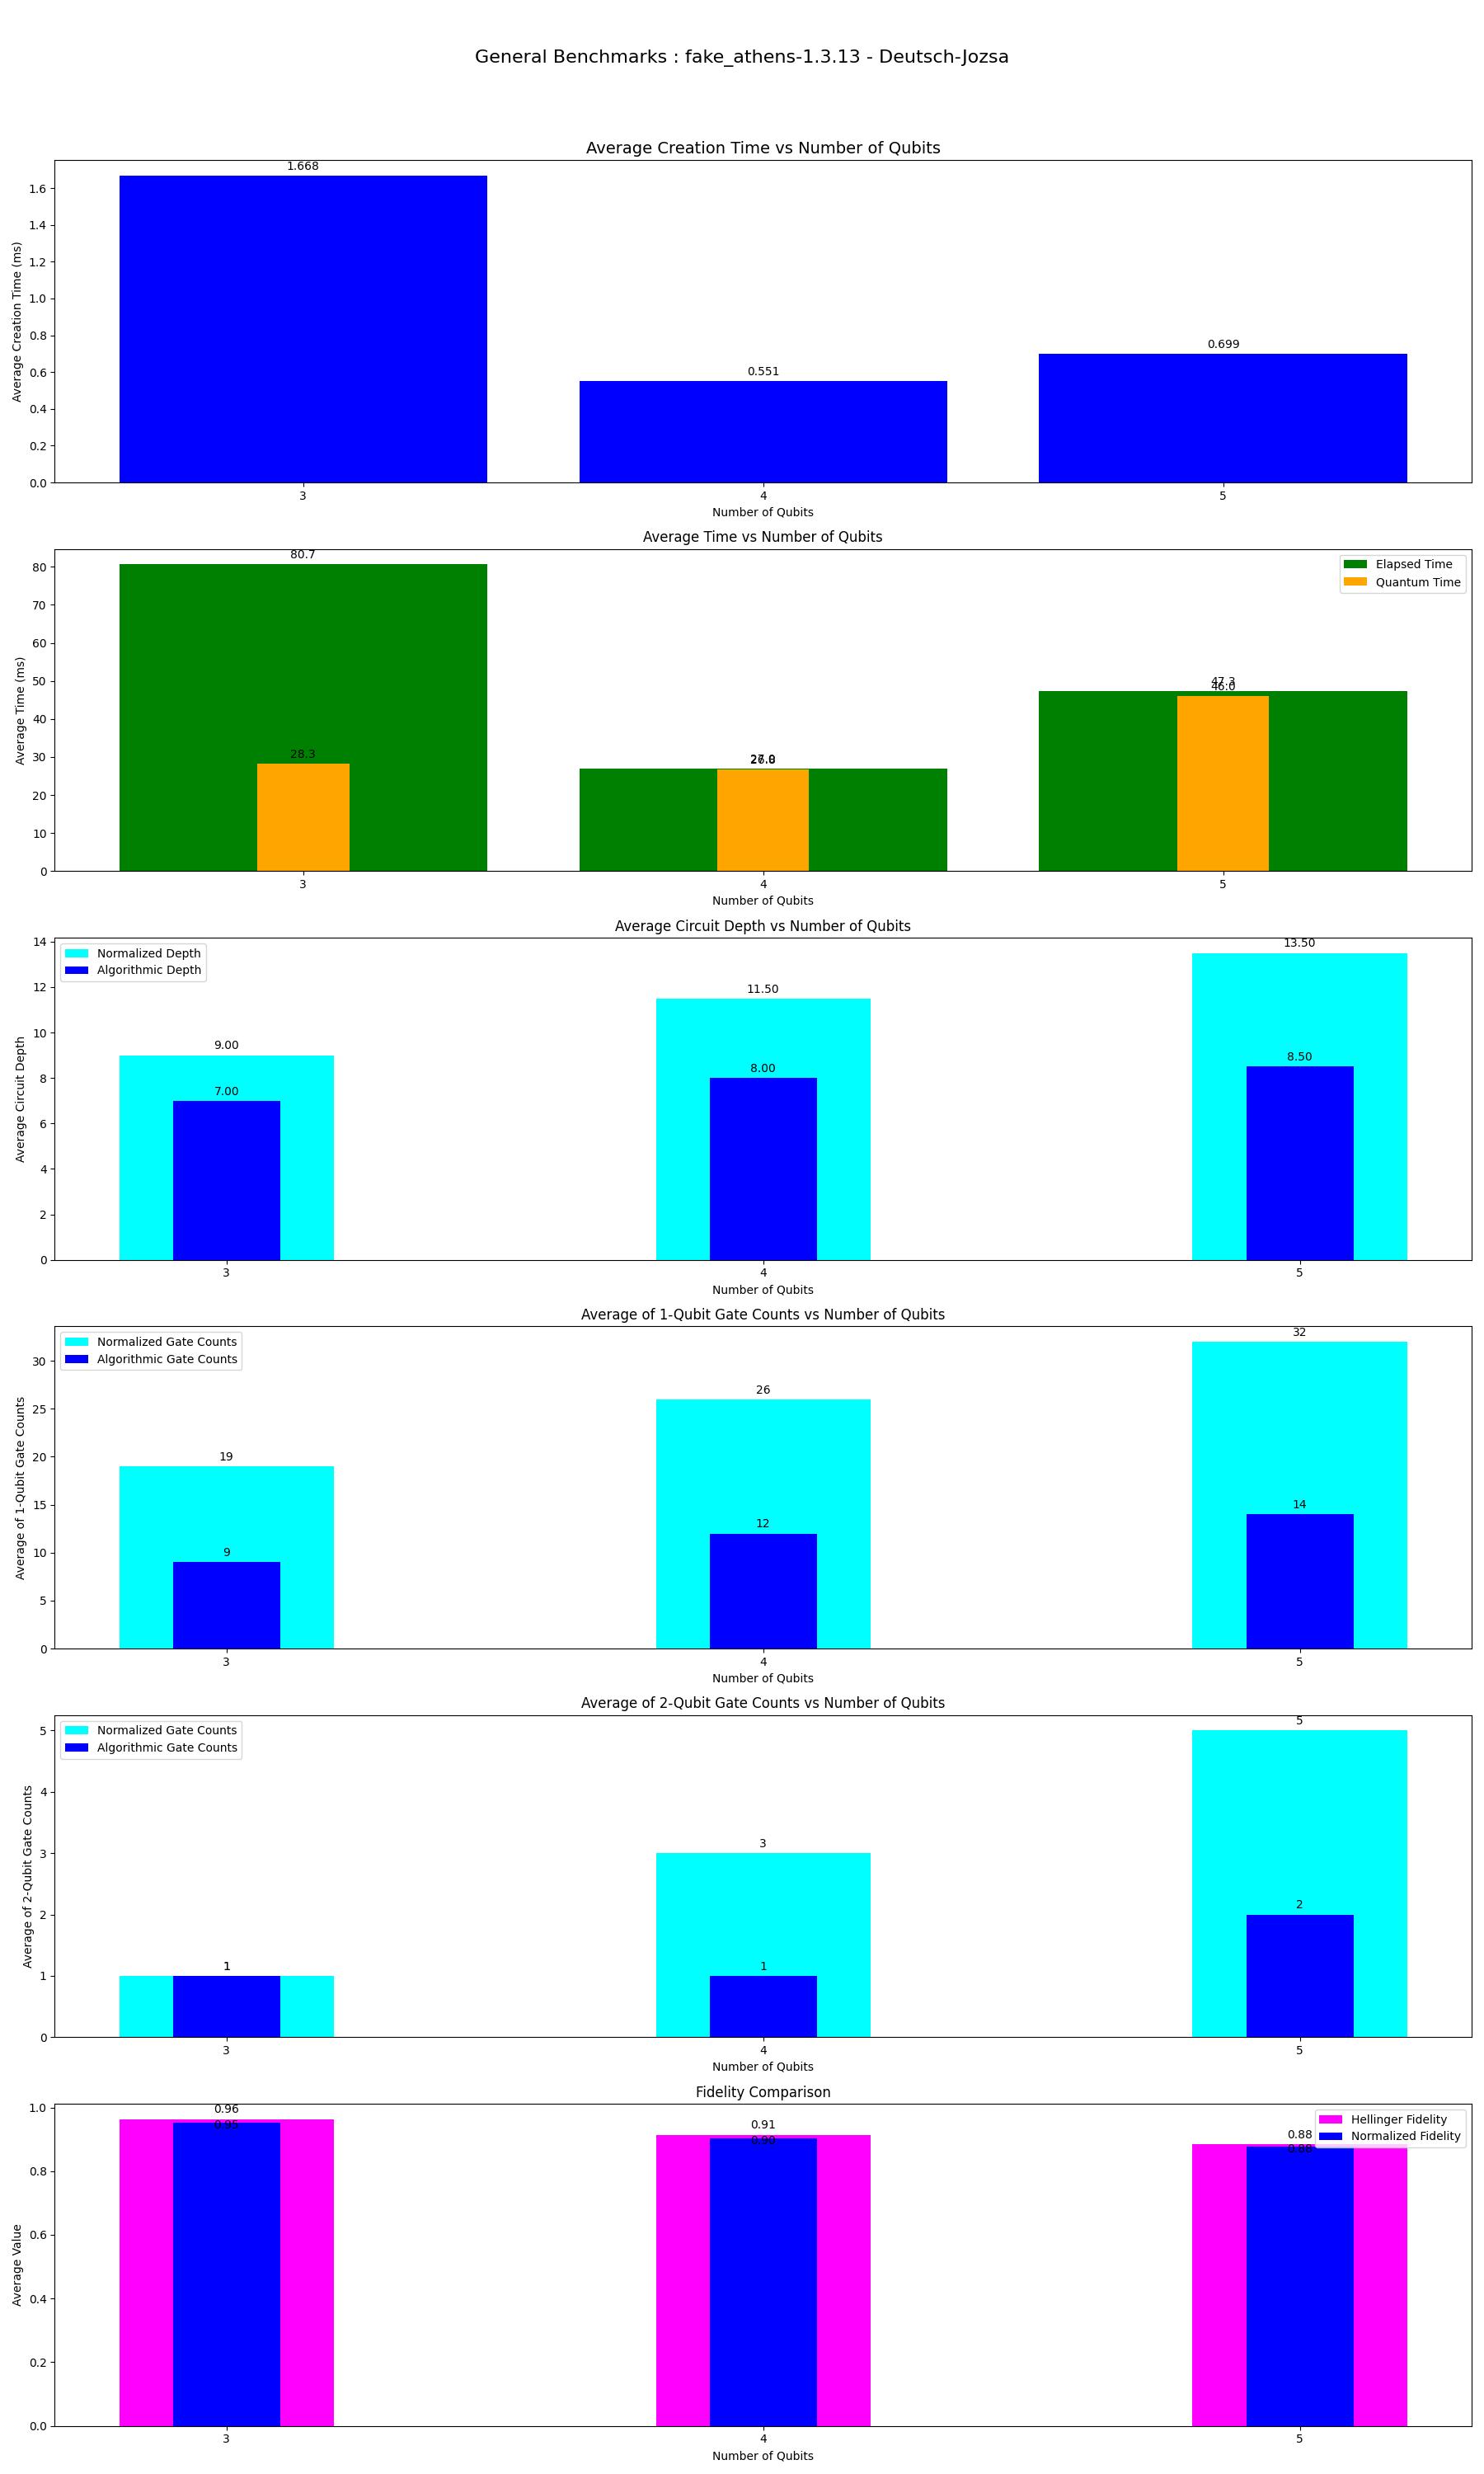 General Benchmarks : fake_athens-1.3.13 - Deutsch-Jozsa
Average Creation Time vs Number of Qubits
Average Creation Time (ms)
1.6
1.4
1.2
1.0
0.8
0.6
0.4
0.2
0.0
1.668
0.551
0.699
3 4 5
Number of Qubits
Average Time vs Number of Qubits
Average Time (ms)
80
70
60
50
40
30
20
10
0
Elapsed Time
Quantum Time
80.7
28.3
27.0
26.8
47.3
46.0
3 4 5
Number of Qubits
Average Circuit Depth vs Number of Qubits
Average Circuit Depth
14
12
10
8
6
4
2
0
Normalized Depth
Algorithmic Depth
9.00
7.00
11.50
8.00
13.50
8.50
3 4 5
Number of Qubits
Average of 1-Qubit Gate Counts vs Number of Qubits
Average of 1-Qubit Gate Counts
30
25
20
15
10
5
0
Normalized Gate Counts
Algorithmic Gate Counts
19
9
26
12
32
14
3 4 5
Number of Qubits
Average of 2-Qubit Gate Counts vs Number of Qubits
Average of 2-Qubit Gate Counts
5
4
3
2
1
0
Normalized Gate Counts
Algorithmic Gate Counts
1
3
1
5
2
3 4 5
Number of Qubits
Fidelity Comparison
Average Value
1.0
0.8
0.6
0.4
0.2
0.0
Hellinger Fidelity
Normalized Fidelity
0.96
0.95
0.91
0.90
0.88
0.88
3 4 5
Number of Qubits